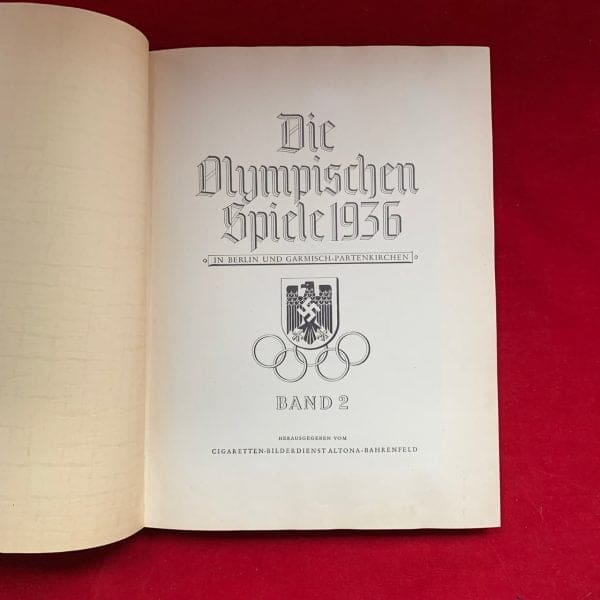 Die
Olympischen
Spiele 1936
IN BERLIN UND GARMISCH-PARTENKIRCHEN
BAND 2
HERAUSGEGEBEN VOM
CIGARETTEN-BILDERDIENST ALTONA-BAHRENFELD